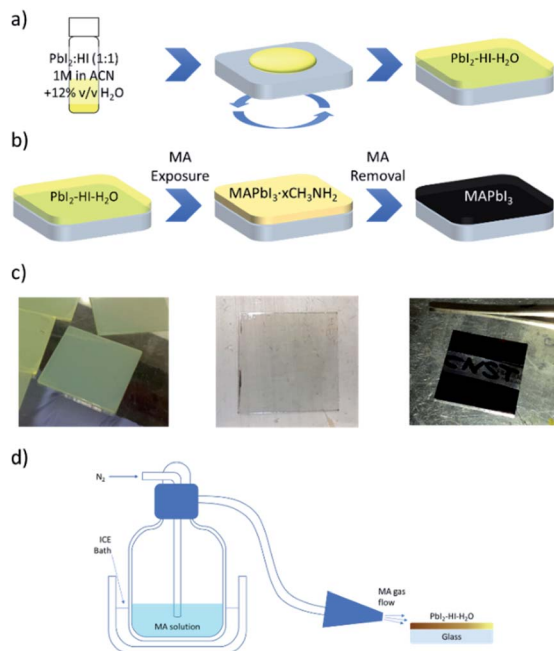 a)
PbI₂:HI (1:1)
1M in ACN
+12% v/v H₂O
PbI₂-HI-H₂O
b)
MA
Exposure
MA
Removal
PbI₂-HI-H₂O
MAPbI₃·xCH₃NH₂
MAPbI₃
c)
CNST
d)
N₂
ICE
Bath
MA solution
MA gas
flow
PbI₂-HI-H₂O
Glass